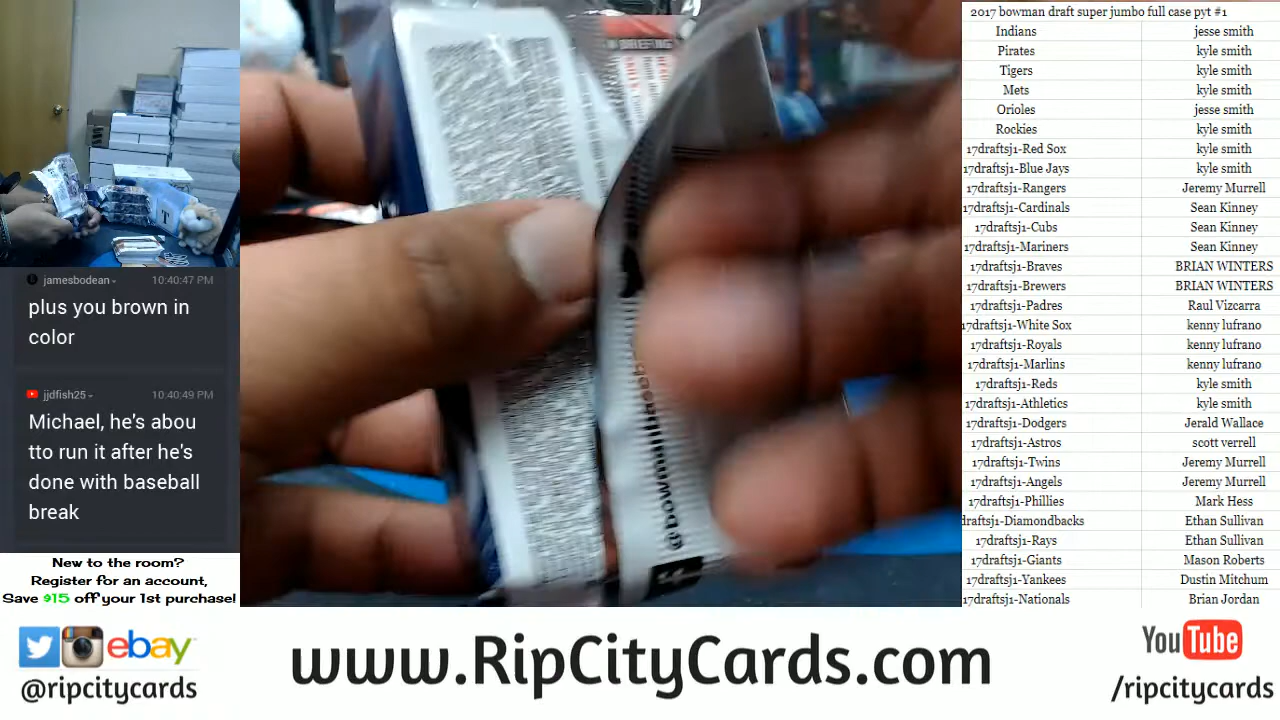 jamesbodean 10:40:47 PM
plus you brown in
color
jjdfish25 10:40:49 PM
Michael, he's abou
tto run it after he's
done with baseball
break
New to the room?
Register for an account,
Save $15 off your 1st purchase!
2017 bowman draft super jumbo full case pyt #1
Indians jesse smith
Pirates kyle smith
Tigers kyle smith
Mets kyle smith
Orioles jesse smith
Rockies kyle smith
17draftsj1-Red Sox kyle smith
17draftsj1-Blue Jays kyle smith
17draftsj1-Rangers Jeremy Murrell
17draftsj1-Cardinals Sean Kinney
17draftsj1-Cubs Sean Kinney
17draftsj1-Mariners Sean Kinney
17draftsj1-Braves BRIAN WINTERS
17draftsj1-Brewers BRIAN WINTERS
17draftsj1-Padres Raul Vizcarra
17draftsj1-White Sox kenny lufrano
17draftsj1-Royals kenny lufrano
17draftsj1-Marlins kenny lufrano
17draftsj1-Reds kyle smith
17draftsj1-Athletics kyle smith
17draftsj1-Dodgers Jerald Wallace
17draftsj1-Astros scott verrell
17draftsj1-Twins Jeremy Murrell
17draftsj1-Angels Jeremy Murrell
17draftsj1-Phillies Mark Hess
draftsj1-Diamondbacks Ethan Sullivan
17draftsj1-Rays Ethan Sullivan
17draftsj1-Giants Mason Roberts
17draftsj1-Yankees Dustin Mitchum
17draftsj1-Nationals Brian Jordan
ebay
@ripcitycards
www.RipCityCards.com
YouTube
/ripcitycards